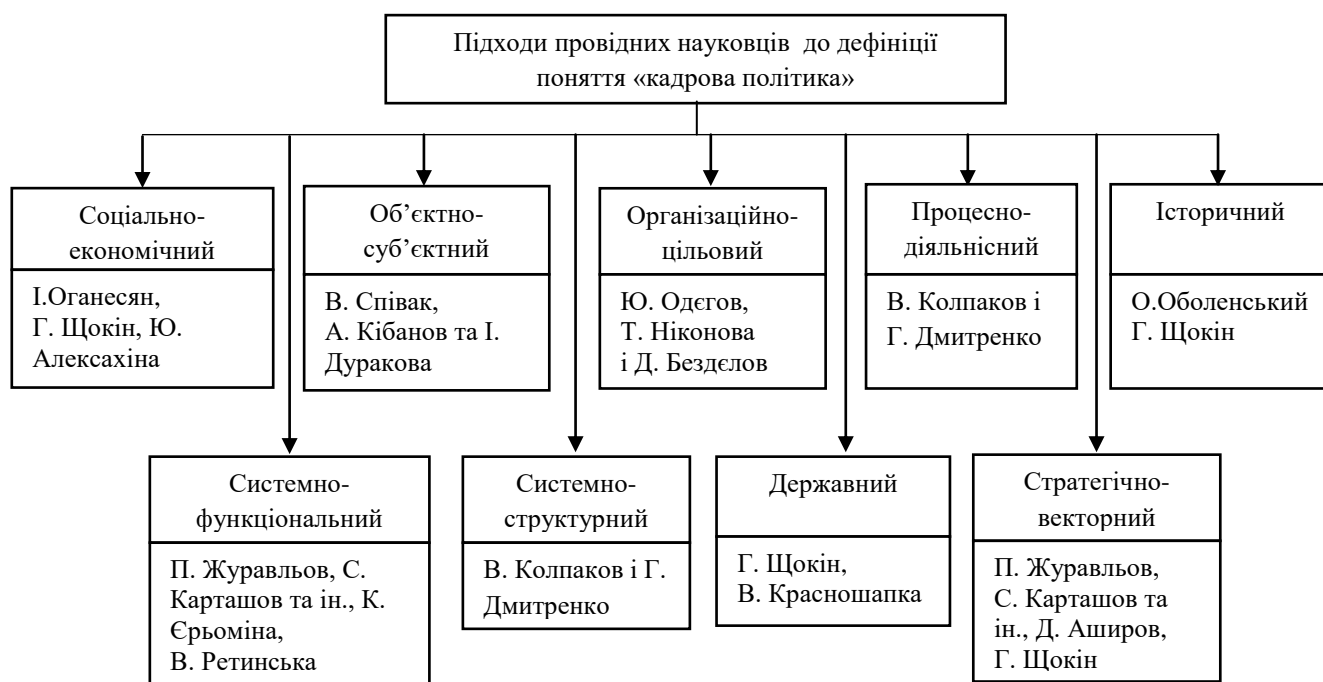 Підходи провідних науковців до дефініції
поняття «кадрова політика»
Соціально-
економічний
І.Оганесян,
Г. Щокін, Ю.
Алексахіна
Об’єктно-
суб’єктний
В. Співак,
А. Кібанов та І.
Дуракова
Організаційно-
цільовий
Ю. Одєгов,
Т. Ніконова
і Д. Бездєлов
Процесно-
діяльнісний
В. Колпаков і
Г. Дмитренко
Історичний
О.Оболенський
Г. Щокін
Системно-
функціональний
П. Журавльов, С.
Карташов та ін., К.
Єрьоміна,
В. Ретинська
Системно-
структурний
В. Колпаков і Г.
Дмитренко
Державний
Г. Щокін,
В. Красношапка
Стратегічно-
векторний
П. Журавльов,
С. Карташов та
ін., Д. Аширов,
Г. Щокін